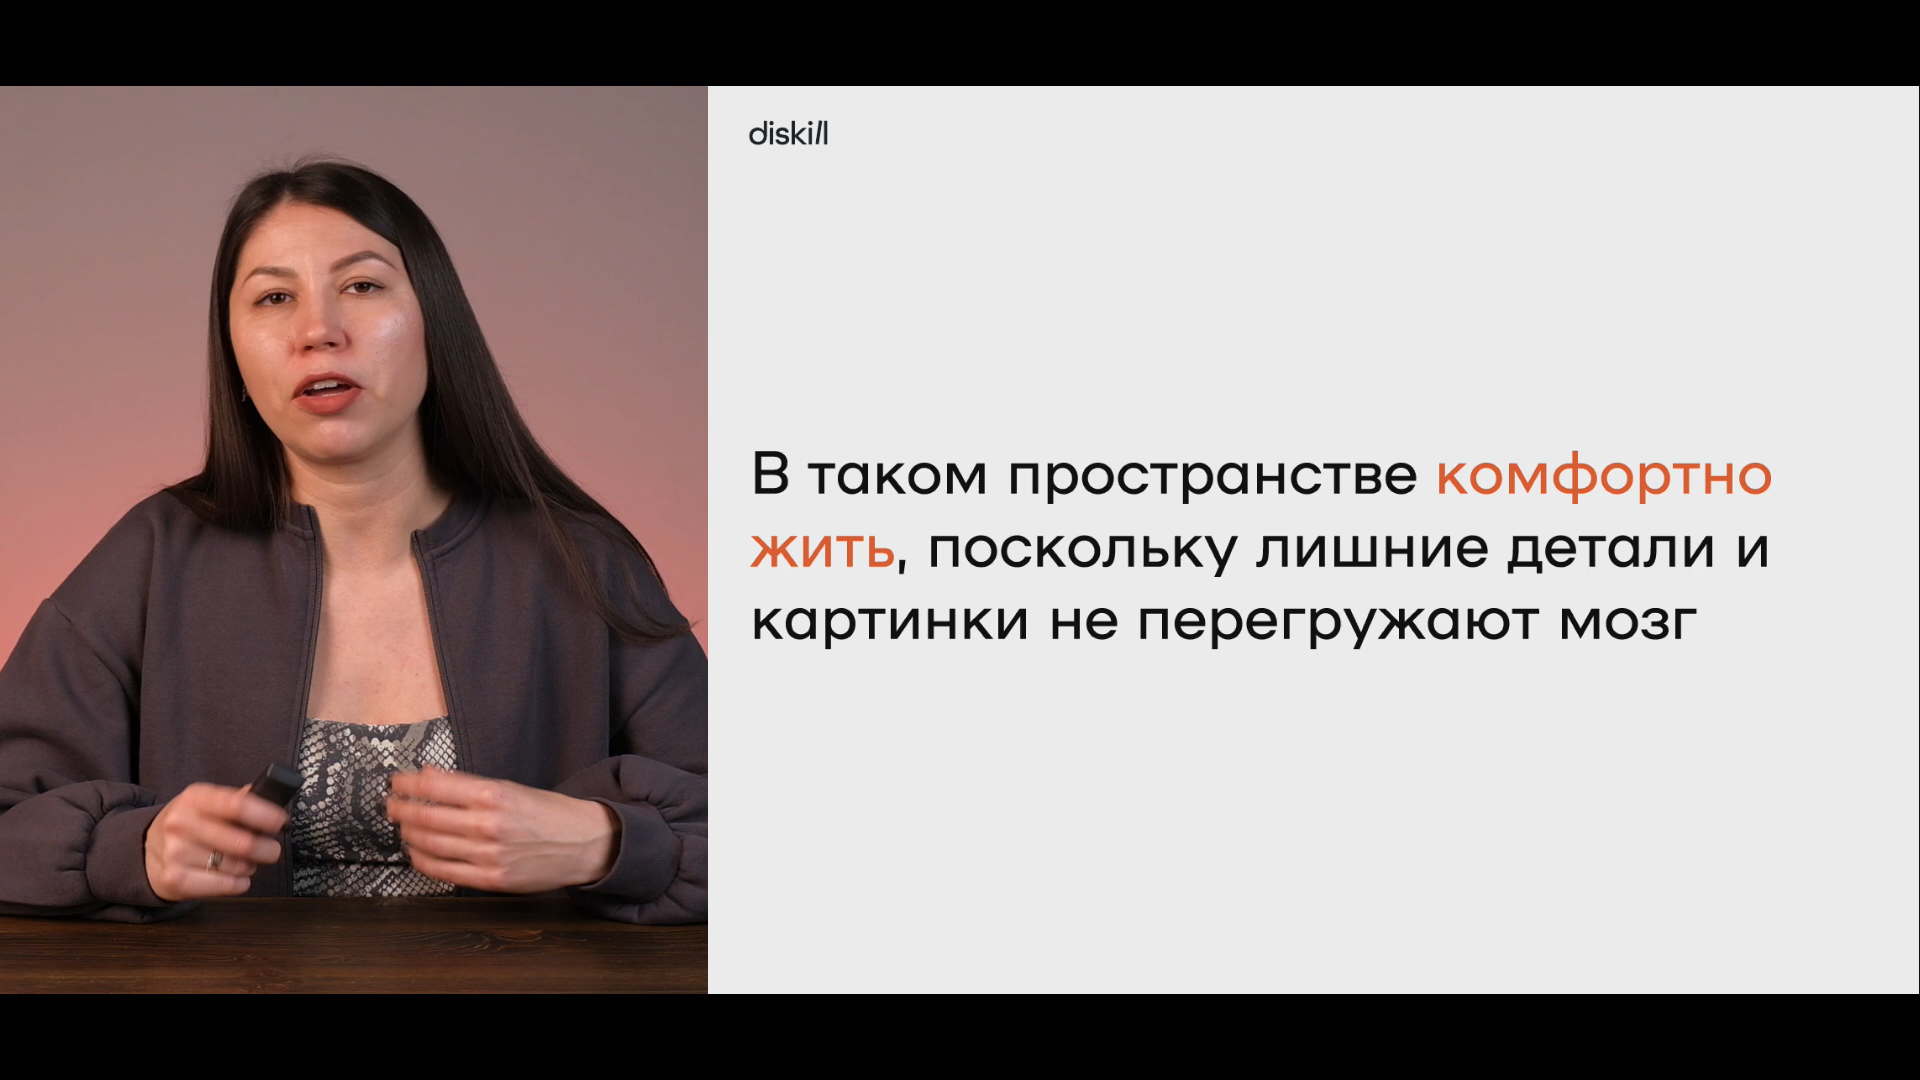 diskill
В таком пространстве комфортно
жить, поскольку лишние детали и
картинки не перегружают мозг